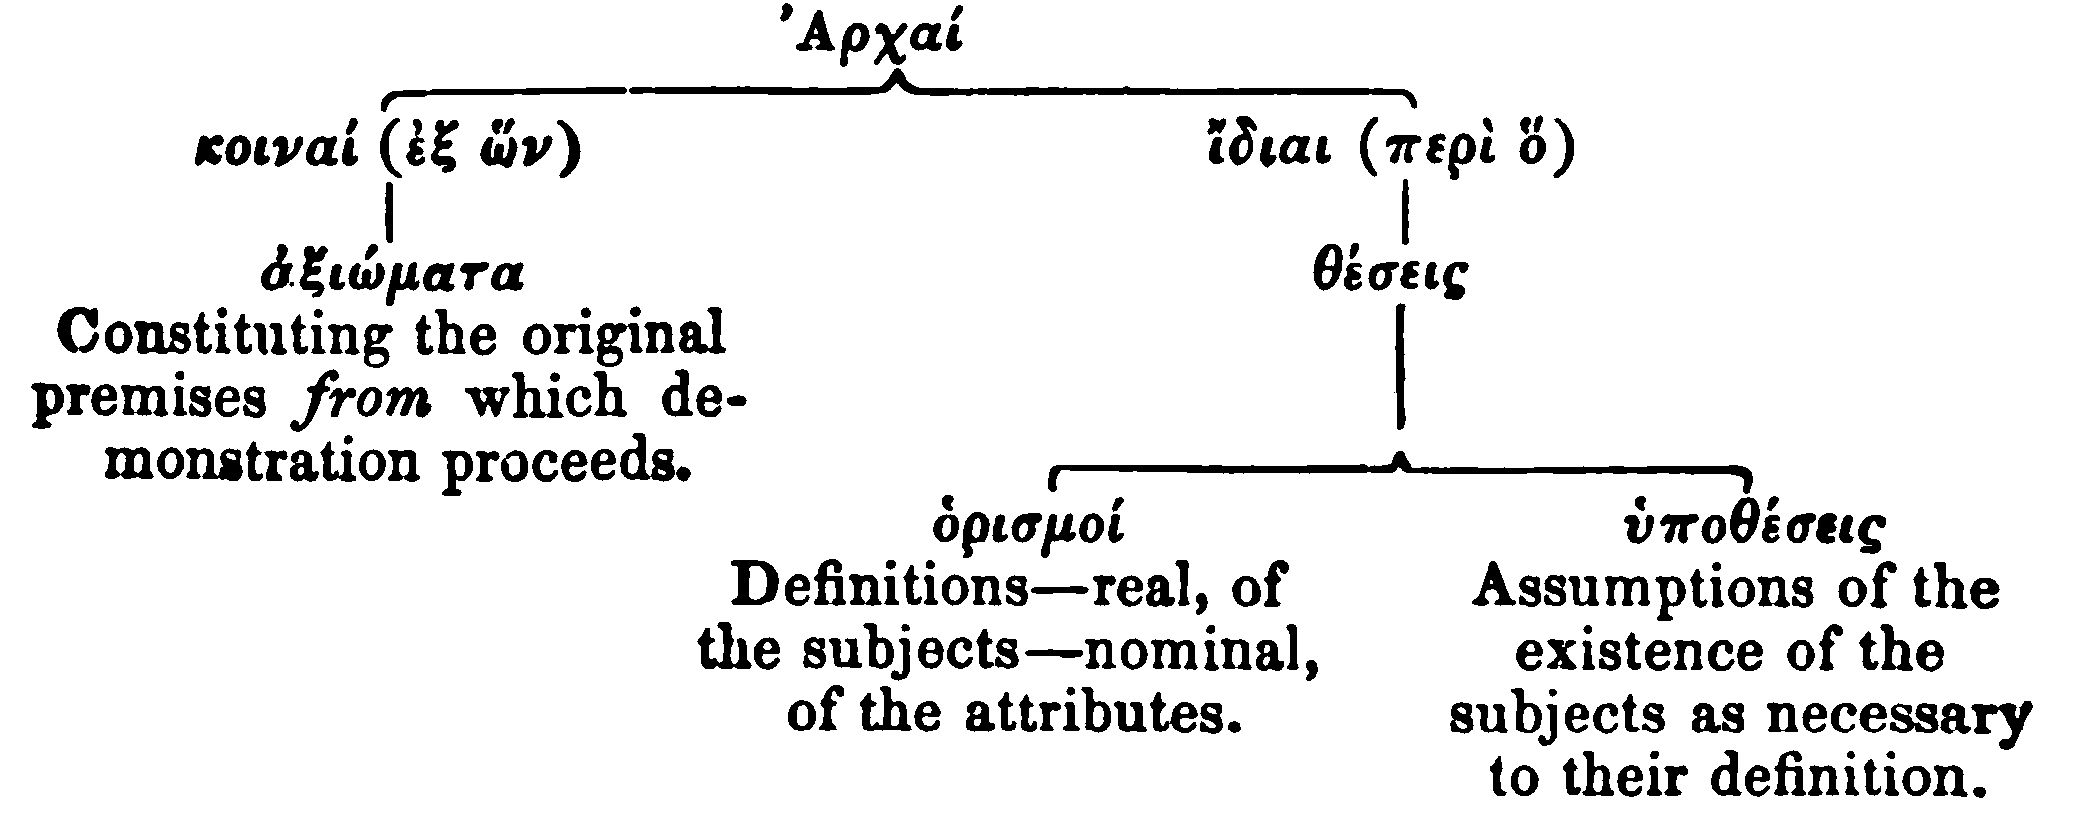 Ἀρχαί
κοιναί (ἐξ ὧν) ἴδιαι (περὶ ὅ)
ἀξιώματα
Constituting the original
premises from which de-
monstration proceeds.
θέσεις
ὁρισμοί
Definitions—real, of
the subjects—nominal,
of the attributes.
ὑποθέσεις
Assumptions of the
existence of the
subjects as necessary
to their definition.